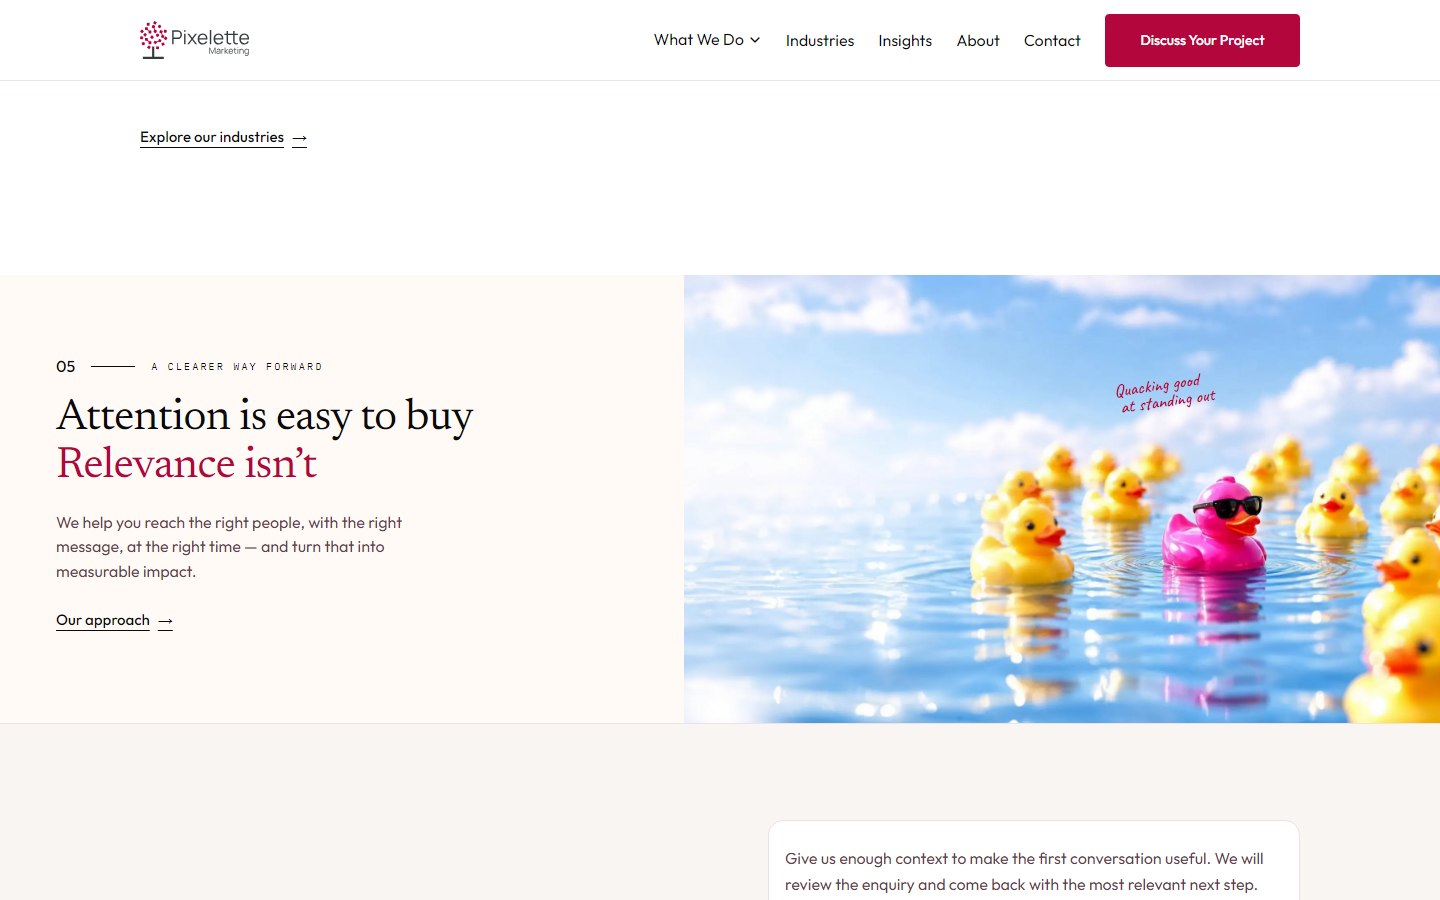 Pixelette
Marketing
What We Do
Industries
Insights
About
Contact
Discuss Your Project
Explore our industries →
05
A CLEARER WAY FORWARD
Attention is easy to buy
Relevance isn’t
We help you reach the right people, with the right
message, at the right time — and turn that into
measurable impact.
Our approach →
Quacking good
at standing out
Give us enough context to make the first conversation useful. We will
review the enquiry and come back with the most relevant next step.